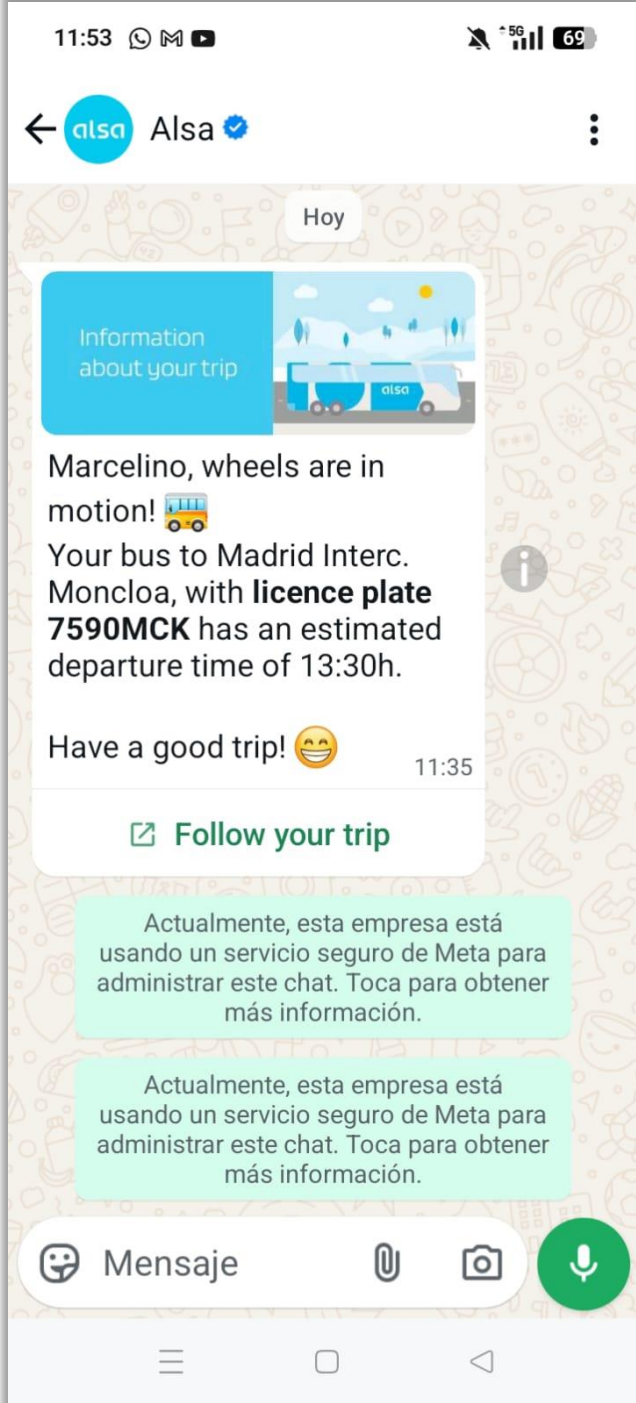 11:53
5G
69
alsa
Alsa
Hoy
Information
about your trip
alsa
Marcelino, wheels are in
motion! 🚌
Your bus to Madrid Interc.
Moncloa, with licence plate
7590MCK has an estimated
departure time of 13:30h.
Have a good trip! 😁
11:35
Follow your trip
Actualmente, esta empresa está
usando un servicio seguro de Meta para
administrar este chat. Toca para obtener
más información.
Actualmente, esta empresa está
usando un servicio seguro de Meta para
administrar este chat. Toca para obtener
más información.
Mensaje